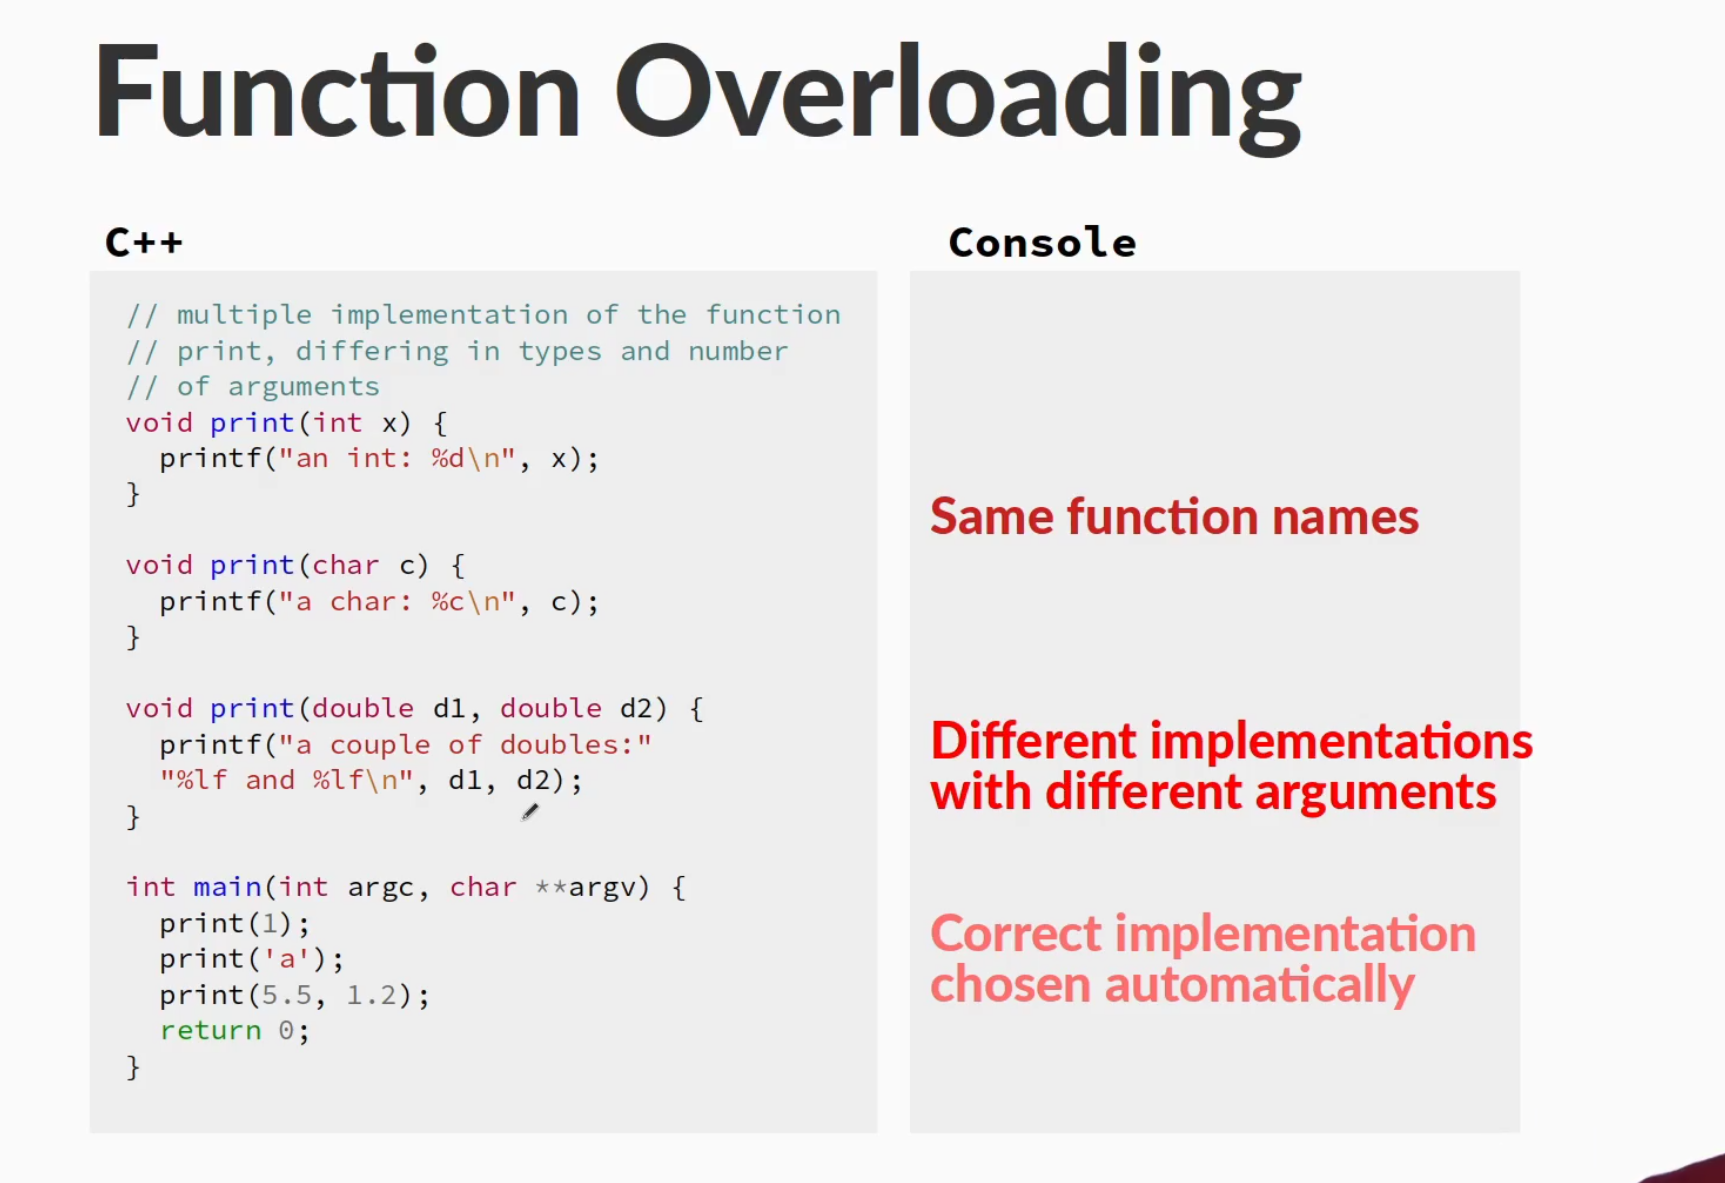 Function Overloading
C++
// multiple implementation of the function
// print, differing in types and number
// of arguments
void print(int x) {
  printf("an int: %d\n", x);
}
void print(char c) {
  printf("a char: %c\n", c);
}
void print(double d1, double d2) {
  printf("a couple of doubles:"
  "%lf and %lf\n", d1, d2);
}
int main(int argc, char **argv) {
  print(1);
  print('a');
  print(5.5, 1.2);
  return 0;
}
Console
Same function names
Different implementations
with different arguments
Correct implementation
chosen automatically